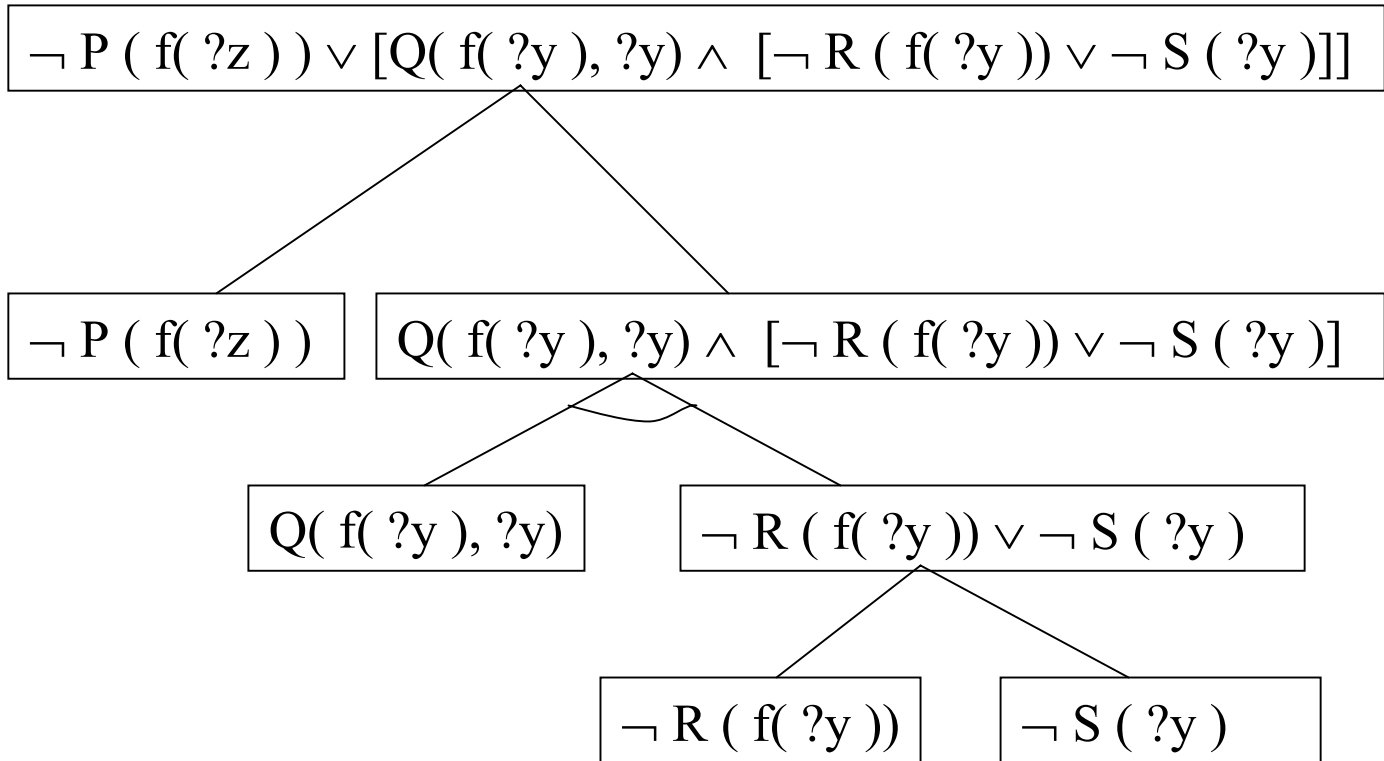 ¬ P ( f( ?z ) ) ∨ [Q( f( ?y ), ?y) ∧ [¬ R ( f( ?y )) ∨ ¬ S ( ?y )]]
¬ P ( f( ?z ) )
Q( f( ?y ), ?y) ∧ [¬ R ( f( ?y )) ∨ ¬ S ( ?y )]
Q( f( ?y ), ?y)
¬ R ( f( ?y )) ∨ ¬ S ( ?y )
¬ R ( f( ?y ))
¬ S ( ?y )